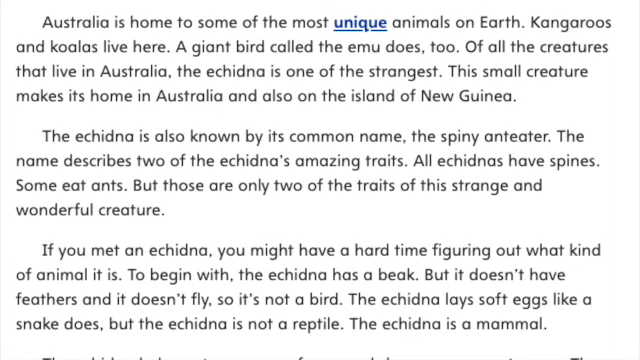 Australia is home to some of the most unique animals on Earth. Kangaroos
and koalas live here. A giant bird called the emu does, too. Of all the creatures
that live in Australia, the echidna is one of the strangest. This small creature
makes its home in Australia and also on the island of New Guinea.
The echidna is also known by its common name, the spiny anteater. The
name describes two of the echidna's amazing traits. All echidnas have spines.
Some eat ants. But those are only two of the traits of this strange and
wonderful creature.
If you met an echidna, you might have a hard time figuring out what kind
of animal it is. To begin with, the echidna has a beak. But it doesn't have
feathers and it doesn't fly, so it's not a bird. The echidna lays soft eggs like a
snake does, but the echidna is not a reptile. The echidna is a mammal.